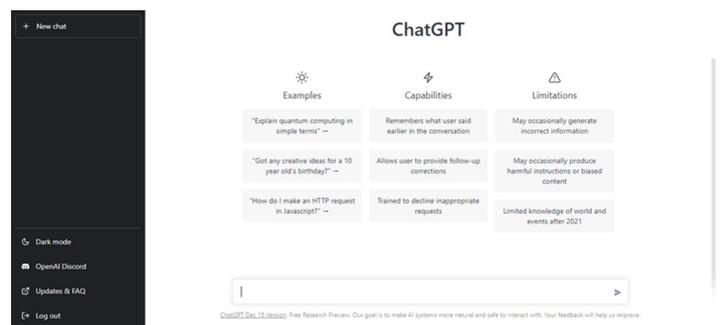 + New chat
ChatGPT
Examples
"Explain quantum computing in
simple terms" →
"Got any creative ideas for a 10
year old's birthday?" →
"How do I make an HTTP request
in Javascript?" →
Capabilities
Remembers what user said
earlier in the conversation
Allows user to provide follow-up
corrections
Trained to decline inappropriate
requests
Limitations
May occasionally generate
incorrect information
May occasionally produce
harmful instructions or biased
content
Limited knowledge of world and
events after 2021
Dark mode
OpenAI Discord
Updates & FAQ
Log out
ChatGPT Dec 15 Version. Free Research Preview. Our goal is to make AI systems more natural and safe to interact with. Your feedback will help us improve.